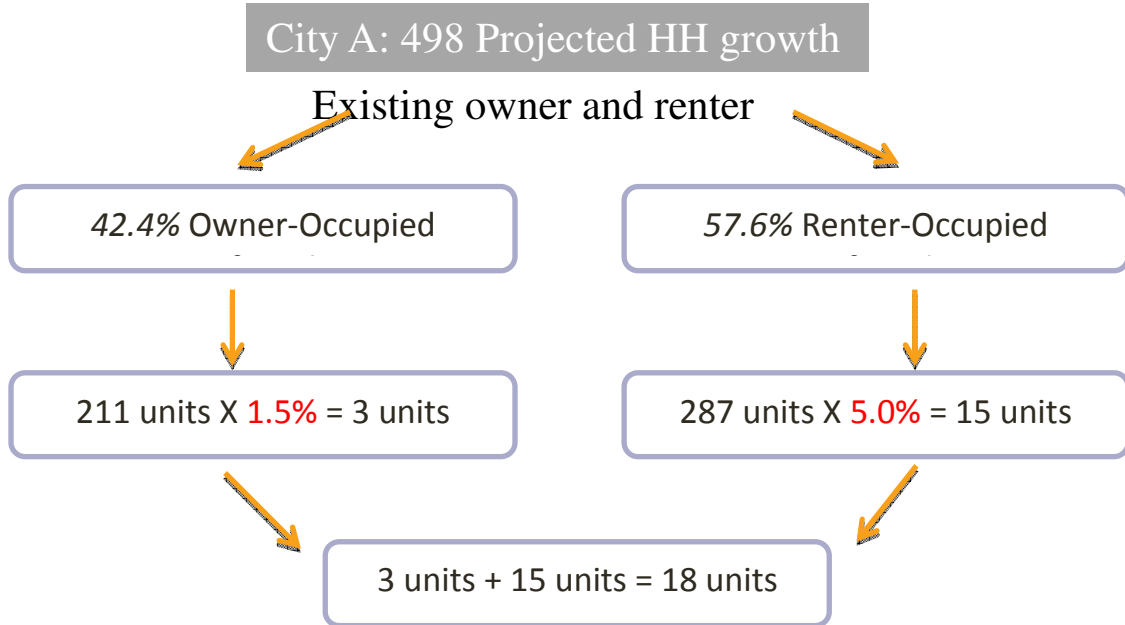 City A: 498 Projected HH growth
Existing owner and renter
42.4% Owner-Occupied
57.6% Renter-Occupied
211 units X 1.5% = 3 units
287 units X 5.0% = 15 units
3 units + 15 units = 18 units